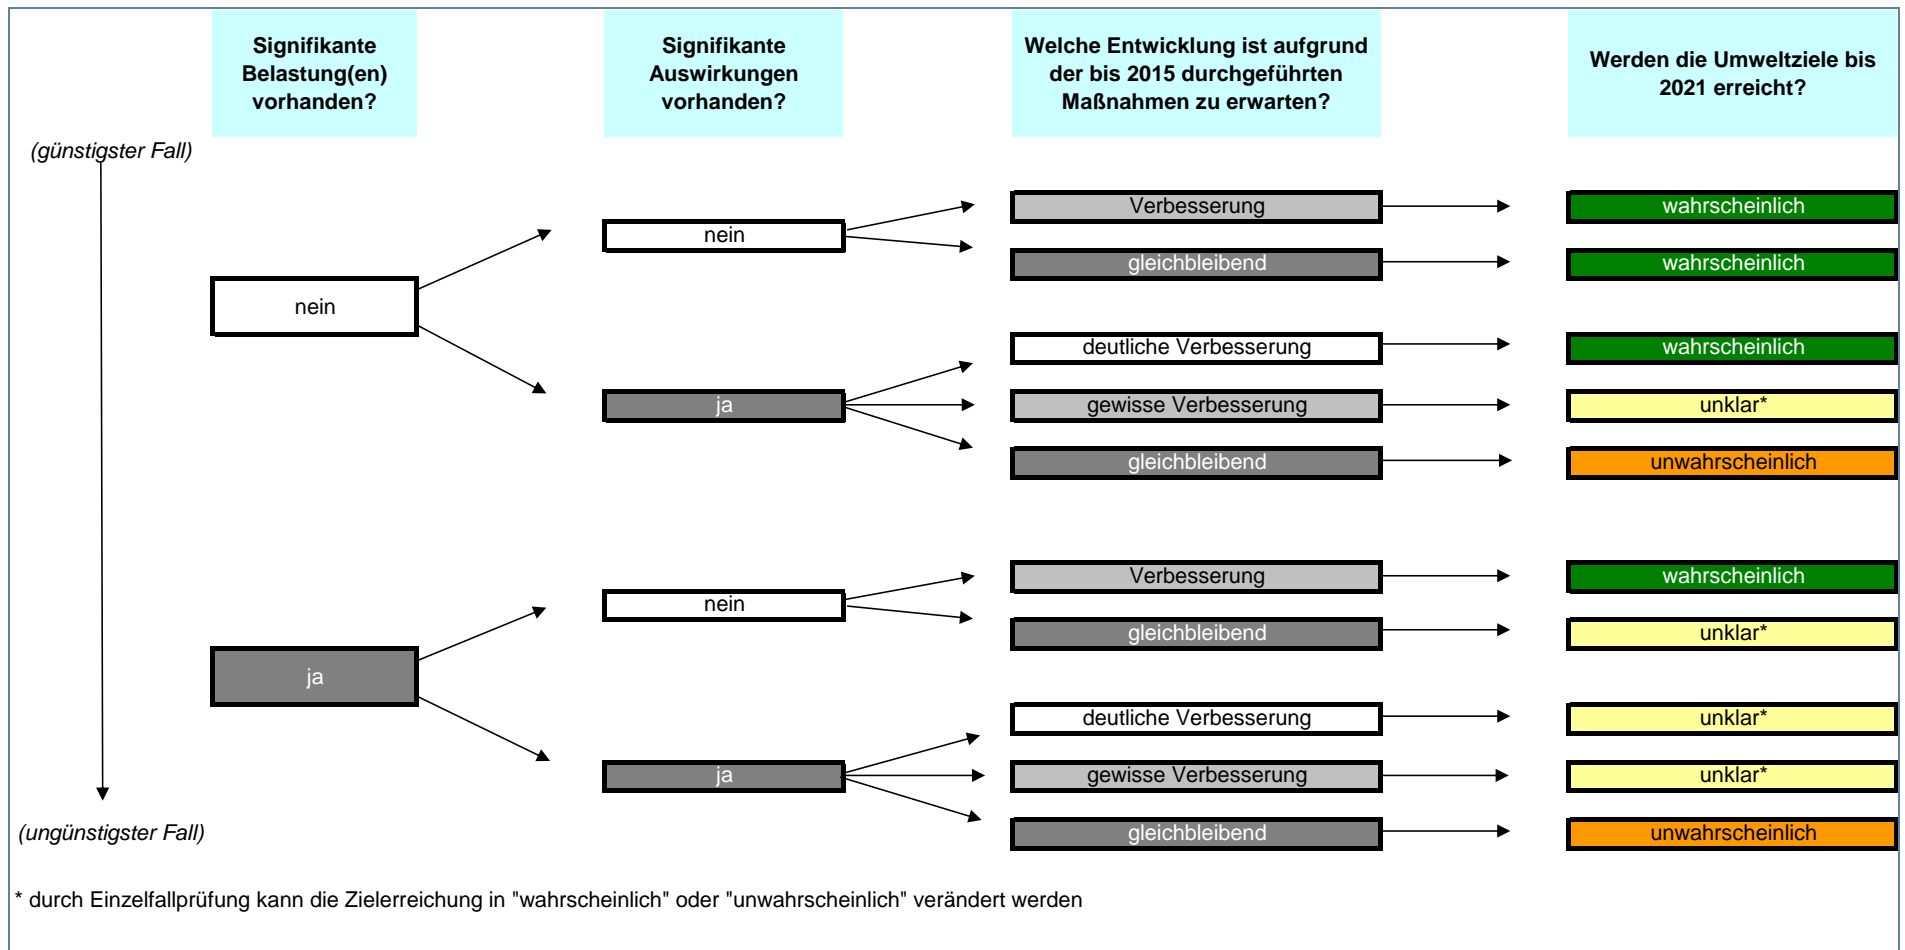 Signifikante
Belastung(en)
vorhanden?
Signifikante
Auswirkungen
vorhanden?
Welche Entwicklung ist aufgrund
der bis 2015 durchgeführten
Maßnahmen zu erwarten?
Werden die Umweltziele bis
2021 erreicht?
(günstigster Fall)
nein
nein
Verbesserung
wahrscheinlich
gleichbleibend
wahrscheinlich
ja
deutliche Verbesserung
wahrscheinlich
gewisse Verbesserung
unklar*
gleichbleibend
unwahrscheinlich
ja
nein
Verbesserung
wahrscheinlich
gleichbleibend
unklar*
ja
deutliche Verbesserung
unklar*
gewisse Verbesserung
unklar*
gleichbleibend
unwahrscheinlich
(ungünstigster Fall)
* durch Einzelfallprüfung kann die Zielerreichung in "wahrscheinlich" oder "unwahrscheinlich" verändert werden